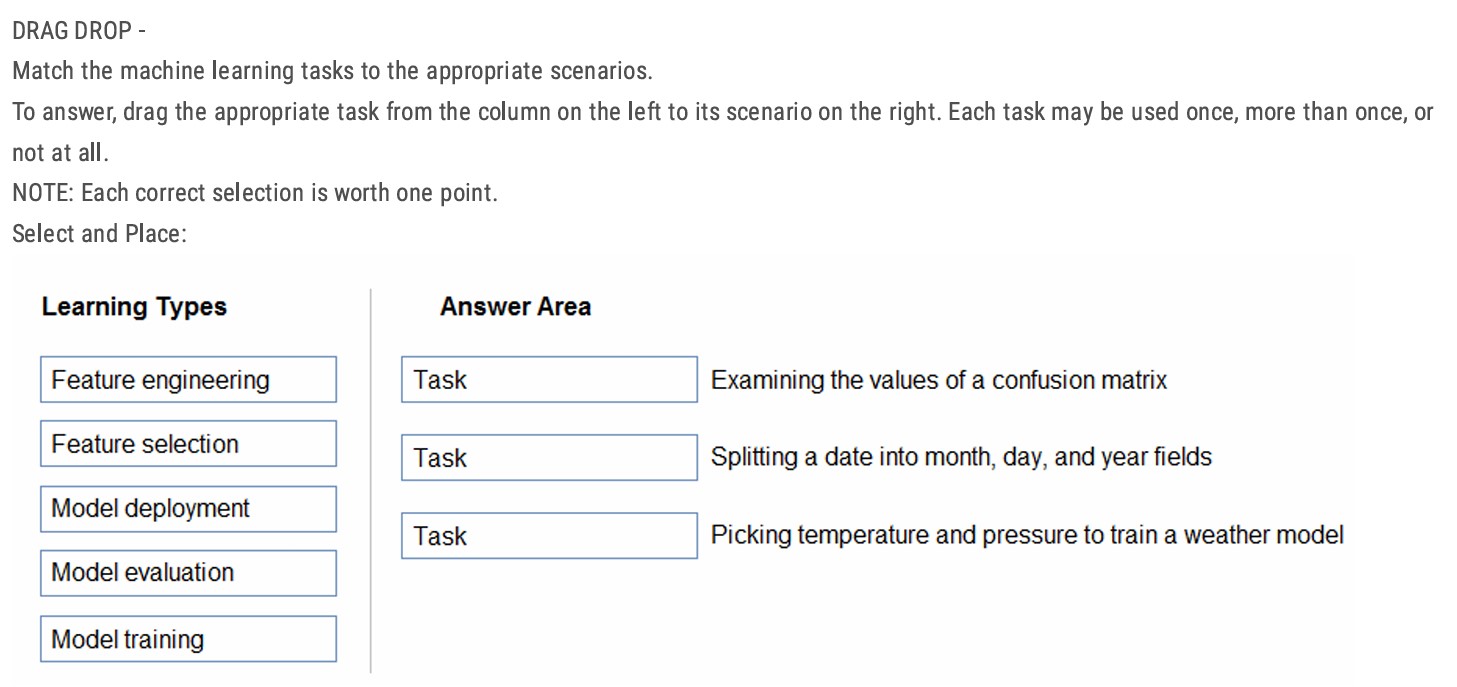 DRAG DROP -
Match the machine learning tasks to the appropriate scenarios.
To answer, drag the appropriate task from the column on the left to its scenario on the right. Each task may be used once, more than once, or
not at all.
NOTE: Each correct selection is worth one point.
Select and Place:
Learning Types
Feature engineering
Feature selection
Model deployment
Model evaluation
Model training
Answer Area
Task Examining the values of a confusion matrix
Task Splitting a date into month, day, and year fields
Task Picking temperature and pressure to train a weather model